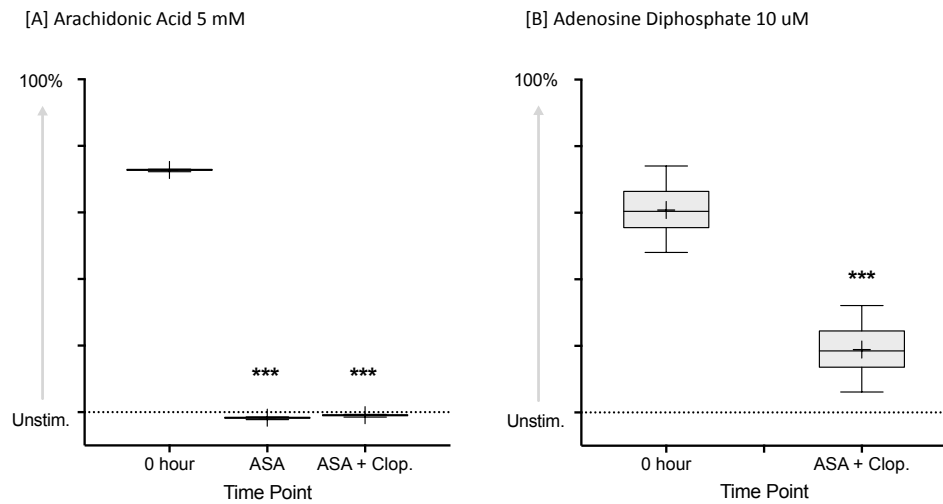 [A] Arachidonic Acid 5 mM
[B] Adenosine Diphosphate 10 uM
100%
***
***
Unstim.
0 hour
ASA
ASA + Clop.
Time Point
100%
***
Unstim.
0 hour
ASA + Clop.
Time Point